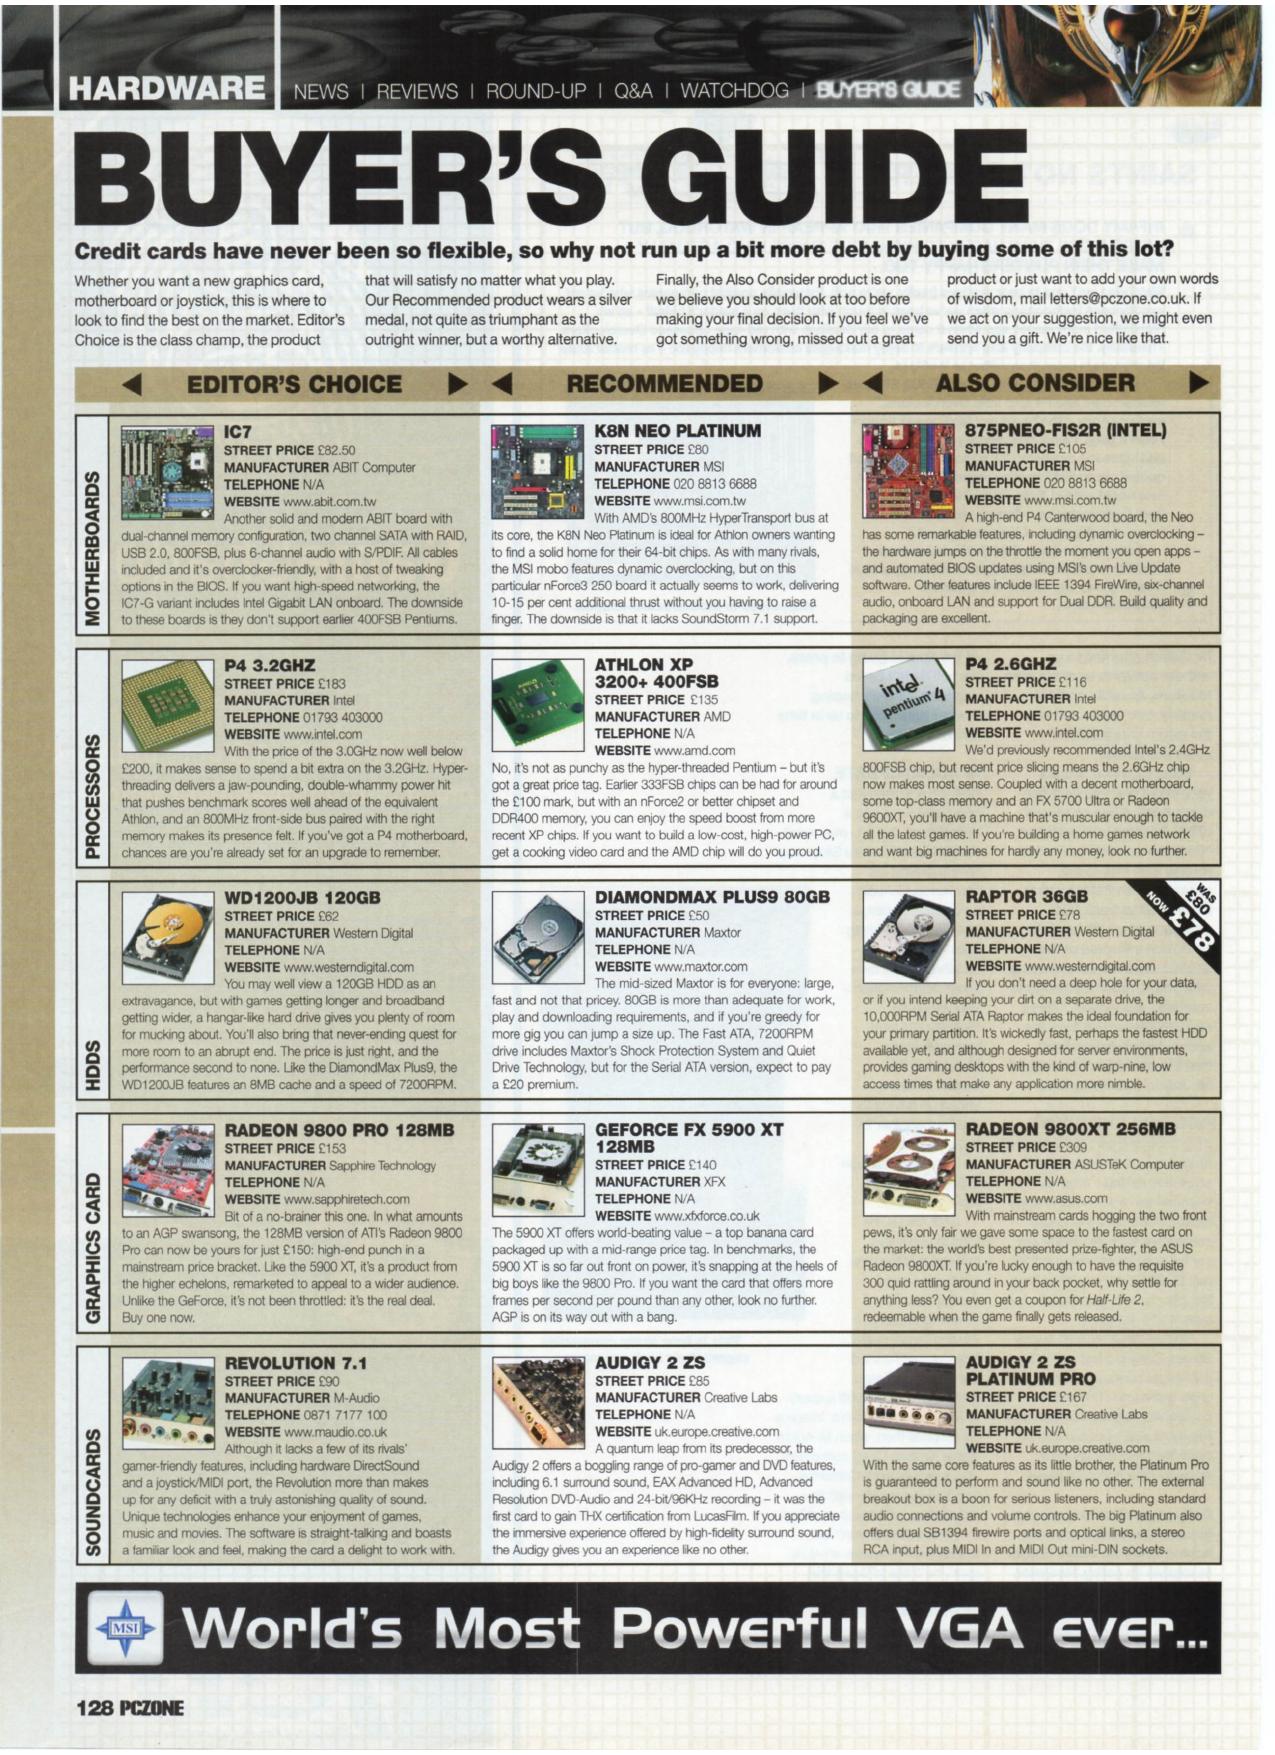 HARDWARE
NEWS | REVIEWS | ROUND-UP | Q&A | WATCHDOG | BUYER'S GUIDE
BUYER'S GUIDE
Credit cards have never been so flexible, so why not run up a bit more debt by buying some of this lot?
Whether you want a new graphics card,
motherboard or joystick, this is where to
look to find the best on the market. Editor's
Choice is the class champ, the product
that will satisfy no matter what you play.
Our Recommended product wears a silver
medal, not quite as triumphant as the
outright winner, but a worthy alternative.
Finally, the Also Consider product is one
we believe you should look at too before
making your final decision. If you feel we've
got something wrong, missed out a great
product or just want to add your own words
of wisdom, mail letters@pczone.co.uk. If
we act on your suggestion, we might even
send you a gift. We're nice like that.
EDITOR'S CHOICE
RECOMMENDED
ALSO CONSIDER
MOTHERBOARDS
IC7
STREET PRICE £82.50
MANUFACTURER ABIT Computer
TELEPHONE N/A
WEBSITE www.abit.com.tw
Another solid and modern ABIT board with
dual-channel memory configuration, two channel SATA with RAID,
USB 2.0, 800FSB, plus 6-channel audio with S/PDIF. All cables
included and it's overclocker-friendly, with a host of tweaking
options in the BIOS. If you want high-speed networking, the
IC7-G variant includes Intel Gigabit LAN onboard. The downside
to these boards is they don't support earlier 400FSB Pentiums.
K8N NEO PLATINUM
STREET PRICE £80
MANUFACTURER MSI
TELEPHONE 020 8813 6688
WEBSITE www.msi.com.tw
With AMD's 800MHz HyperTransport bus at
its core, the K8N Neo Platinum is ideal for Athlon owners wanting
to find a solid home for their 64-bit chips. As with many rivals,
the MSI mobo features dynamic overclocking, but on this
particular nForce3 250 board it actually seems to work, delivering
10-15 per cent additional thrust without you having to raise a
finger. The downside is that it lacks SoundStorm 7.1 support.
875PNEO-FIS2R (INTEL)
STREET PRICE £105
MANUFACTURER MSI
TELEPHONE 020 8813 6688
WEBSITE www.msi.com.tw
A high-end P4 Canterwood board, the Neo
has some remarkable features, including dynamic overclocking –
the hardware jumps on the throttle the moment you open apps –
and automated BIOS updates using MSI's own Live Update
software. Other features include IEEE 1394 FireWire, six-channel
audio, onboard LAN and support for Dual DDR. Build quality and
packaging are excellent.
PROCESSORS
P4 3.2GHZ
STREET PRICE £183
MANUFACTURER Intel
TELEPHONE 01793 403000
WEBSITE www.intel.com
With the price of the 3.0GHz now well below
£200, it makes sense to spend a bit extra on the 3.2GHz. Hyper-
threading delivers a jaw-pounding, double-whammy power hit
that pushes benchmark scores well ahead of the equivalent
Athlon, and an 800MHz front-side bus paired with the right
memory makes its presence felt. If you've got a P4 motherboard,
chances are you're already set for an upgrade to remember.
ATHLON XP
3200+ 400FSB
STREET PRICE £135
MANUFACTURER AMD
TELEPHONE N/A
WEBSITE www.amd.com
No, it's not as punchy as the hyper-threaded Pentium – but it's
got a great price tag. Earlier 333FSB chips can be had for around
the £100 mark, but with an nForce2 or better chipset and
DDR400 memory, you can enjoy the speed boost from more
recent XP chips. If you want to build a low-cost, high-power PC,
get a cooking video card and the AMD chip will do you proud.
intel
pentium 4
P4 2.6GHZ
STREET PRICE £116
MANUFACTURER Intel
TELEPHONE 01793 403000
WEBSITE www.intel.com
We'd previously recommended Intel's 2.4GHz
800FSB chip, but recent price slicing means the 2.6GHz chip
now makes most sense. Coupled with a decent motherboard,
some top-class memory and an FX 5700 Ultra or Radeon
9600XT, you'll have a machine that's muscular enough to tackle
all the latest games. If you're building a home games network
and want big machines for hardly any money, look no further.
HDDS
WD1200JB 120GB
STREET PRICE £62
MANUFACTURER Western Digital
TELEPHONE N/A
WEBSITE www.westerndigital.com
You may well view a 120GB HDD as an
extravagance, but with games getting longer and broadband
getting wider, a hangar-like hard drive gives you plenty of room
for mucking about. You'll also bring that never-ending quest for
more room to an abrupt end. The price is just right, and the
performance second to none. Like the DiamondMax Plus9, the
WD1200JB features an 8MB cache and a speed of 7200RPM.
DIAMONDMAX PLUS9 80GB
STREET PRICE £50
MANUFACTURER Maxtor
TELEPHONE N/A
WEBSITE www.maxtor.com
The mid-sized Maxtor is for everyone: large,
fast and not that pricey. 80GB is more than adequate for work,
play and downloading requirements, and if you're greedy for
more gig you can jump a size up. The Fast ATA, 7200RPM
drive includes Maxtor's Shock Protection System and Quiet
Drive Technology, but for the Serial ATA version, expect to pay
a £20 premium.
RAPTOR 36GB
STREET PRICE £78
MANUFACTURER Western Digital
TELEPHONE N/A
WEBSITE www.westerndigital.com
If you don't need a deep hole for your data,
or if you intend keeping your dirt on a separate drive, the
10,000RPM Serial ATA Raptor makes the ideal foundation for
your primary partition. It's wickedly fast, perhaps the fastest HDD
available yet, and although designed for server environments,
provides gaming desktops with the kind of warp-nine, low
access times that make any application more nimble.
WAS
£80
NOW £78
GRAPHICS CARD
RADEON 9800 PRO 128MB
STREET PRICE £153
MANUFACTURER Sapphire Technology
TELEPHONE N/A
WEBSITE www.sapphiretech.com
Bit of a no-brainer this one. In what amounts
to an AGP swansong, the 128MB version of ATI's Radeon 9800
Pro can now be yours for just £150: high-end punch in a
mainstream price bracket. Like the 5900 XT, it's a product from
the higher echelons, remarketed to appeal to a wider audience.
Unlike the GeForce, it's not been throttled: it's the real deal.
Buy one now.
GEFORCE FX 5900 XT
128MB
STREET PRICE £140
MANUFACTURER XFX
TELEPHONE N/A
WEBSITE www.xfxforce.co.uk
The 5900 XT offers world-beating value – a top banana card
packaged up with a mid-range price tag. In benchmarks, the
5900 XT is so far out front on power, it's snapping at the heels of
big boys like the 9800 Pro. If you want the card that offers more
frames per second per pound than any other, look no further.
AGP is on its way out with a bang.
RADEON 9800XT 256MB
STREET PRICE £309
MANUFACTURER ASUSTeK Computer
TELEPHONE N/A
WEBSITE www.asus.com
With mainstream cards hogging the two front
pews, it's only fair we gave some space to the fastest card on
the market: the world's best presented prize-fighter, the ASUS
Radeon 9800XT. If you're lucky enough to have the requisite
300 quid rattling around in your back pocket, why settle for
anything less? You even get a coupon for Half-Life 2,
redeemable when the game finally gets released.
SOUNDCARDS
REVOLUTION 7.1
STREET PRICE £90
MANUFACTURER M-Audio
TELEPHONE 0871 7177 100
WEBSITE www.maudio.co.uk
Although it lacks a few of its rivals'
gamer-friendly features, including hardware DirectSound
and a joystick/MIDI port, the Revolution more than makes
up for any deficit with a truly astonishing quality of sound.
Unique technologies enhance your enjoyment of games,
music and movies. The software is straight-talking and boasts
a familiar look and feel, making the card a delight to work with.
AUDIGY 2 ZS
STREET PRICE £85
MANUFACTURER Creative Labs
TELEPHONE N/A
WEBSITE uk.europe.creative.com
A quantum leap from its predecessor, the
Audigy 2 offers a boggling range of pro-gamer and DVD features,
including 6.1 surround sound, EAX Advanced HD, Advanced
Resolution DVD-Audio and 24-bit/96KHz recording – it was the
first card to gain THX certification from LucasFilm. If you appreciate
the immersive experience offered by high-fidelity surround sound,
the Audigy gives you an experience like no other.
AUDIGY 2 ZS
PLATINUM PRO
STREET PRICE £167
MANUFACTURER Creative Labs
TELEPHONE N/A
WEBSITE uk.europe.creative.com
With the same core features as its little brother, the Platinum Pro
is guaranteed to perform and sound like no other. The external
breakout box is a boon for serious listeners, including standard
audio connections and volume controls. The big Platinum also
offers dual SB1394 firewire ports and optical links, a stereo
RCA input, plus MIDI In and MIDI Out mini-DIN sockets.
MSI
World's Most Powerful VGA ever...
128 PCZONE